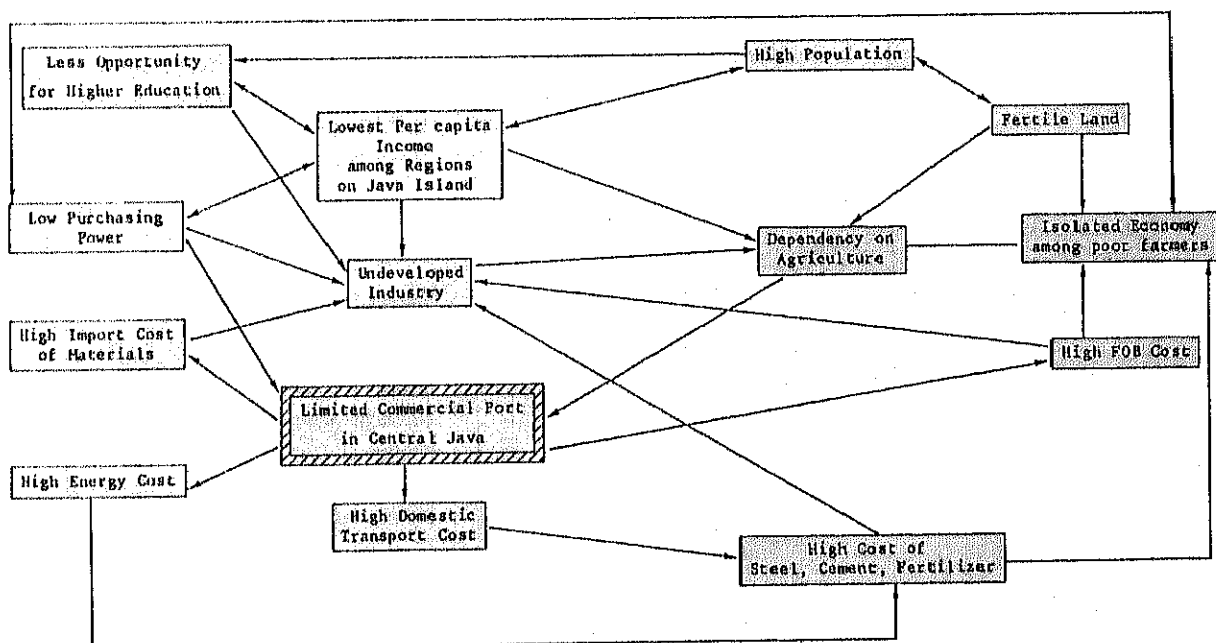 Less Opportunity
for Higher Education
High Population
Lowest Per capita
Income
among Regions
on Java Island
Fertile Land
Low Purchasing
Power
Dependency on
Agriculture
Isolated Economy
among poor farmers
Undeveloped
Industry
High Import Cost
of Materials
High FOB Cost
Limited Commercial Port
in Central Java
High Energy Cost
High Domestic
Transport Cost
High Cost of
Steel, Cement, Fertilizer